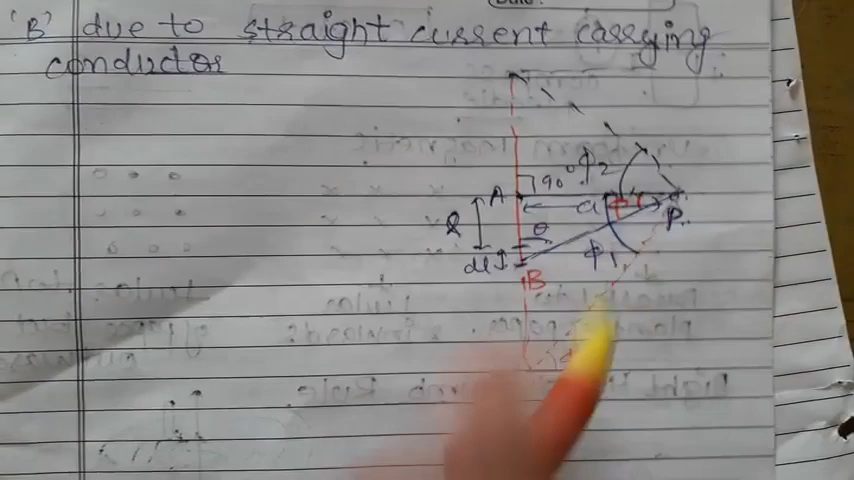 'B' due to straight current carrying
conductor
90° ϕ2
A
a
P
l
θ
dl
ϕ1
B